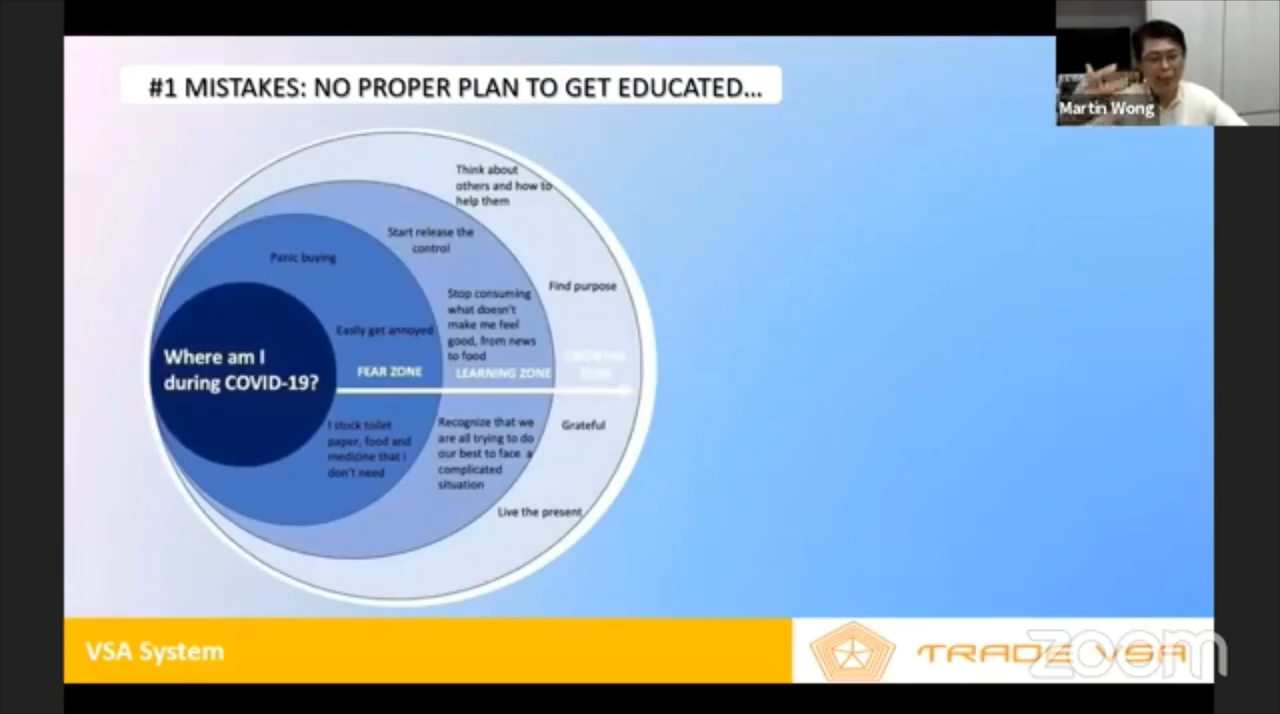 #1 MISTAKES: NO PROPER PLAN TO GET EDUCATED...
Martin Wong
Think about
others and how to
help them
Start release the
control
Panic buying
Find purpose
Stop consuming
what doesn't
make me feel
good, from news
to food
Easily get annoyed
Where am I
during COVID-19?
FEAR ZONE
LEARNING ZONE
ZONE
I stock toilet
paper, food and
medicine that I
don't need
Recognize that we
are all trying to do
our best to face a
complicated
situation
Grateful
Live the present
VSA System
TRADE VSA
zoom